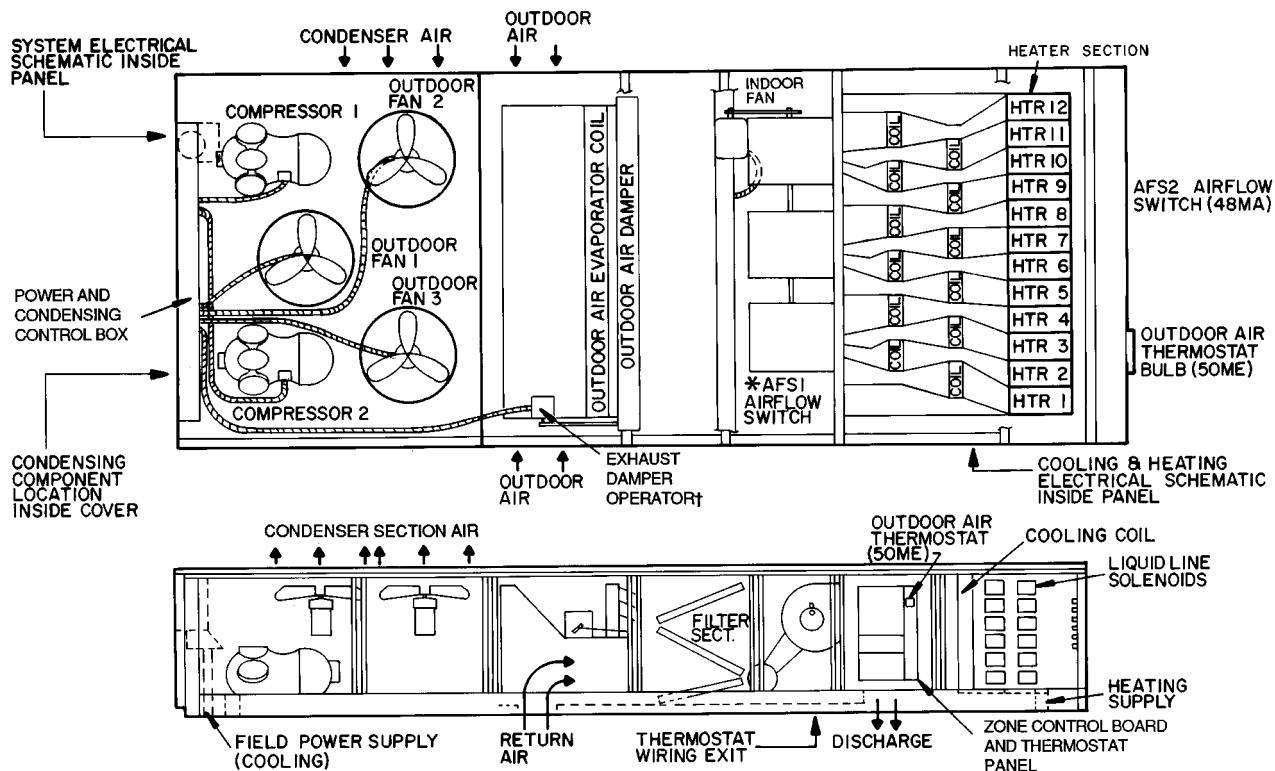 SYSTEM ELECTRICAL
SCHEMATIC INSIDE
PANEL
CONDENSER AIR
OUTDOOR
AIR
HEATER SECTION
COMPRESSOR 1
OUTDOOR
FAN 2
INDOOR
FAN
OUTDOOR AIR EVAPORATOR COIL
OUTDOOR AIR DAMPER
COIL
COIL
COIL
COIL
COIL
COIL
COIL
COIL
COIL
COIL
COIL
COIL
HTR 12
HTR 11
HTR 10
HTR 9
HTR 8
HTR 7
HTR 6
HTR 5
HTR 4
HTR 3
HTR 2
HTR 1
AFS2 AIRFLOW
SWITCH (48MA)
OUTDOOR
FAN 1
OUTDOOR
FAN 3
POWER AND
CONDENSING
CONTROL BOX
OUTDOOR AIR
THERMOSTAT
BULB (50ME)
*AFS1
AIRFLOW
SWITCH
COMPRESSOR 2
CONDENSING
COMPONENT
LOCATION
INSIDE COVER
OUTDOOR
AIR
EXHAUST
DAMPER
OPERATOR†
COOLING & HEATING
ELECTRICAL SCHEMATIC
INSIDE PANEL
CONDENSER SECTION AIR
OUTDOOR AIR
THERMOSTAT
(50ME)
COOLING COIL
LIQUID LINE
SOLENOIDS
FILTER
SECT.
HEATING
SUPPLY
FIELD POWER SUPPLY
(COOLING)
RETURN
AIR
THERMOSTAT
WIRING EXIT
DISCHARGE
ZONE CONTROL BOARD
AND THERMOSTAT
PANEL